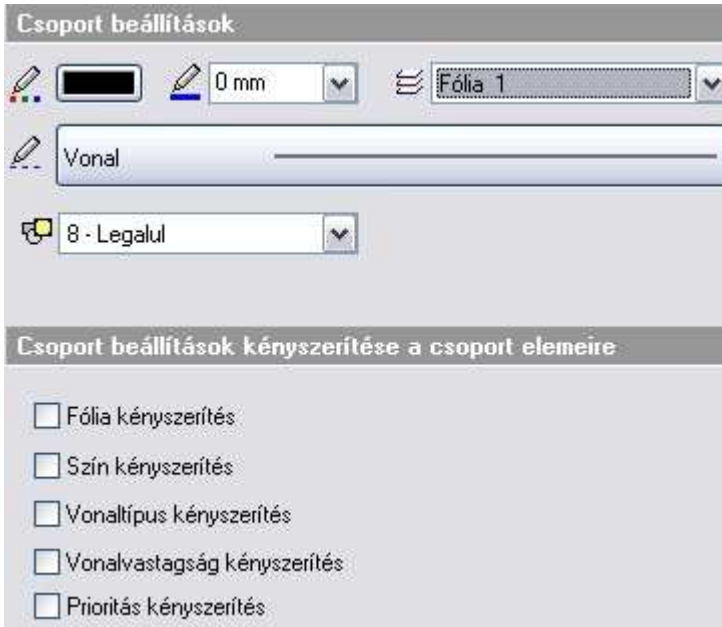 Csoport beállítások
0 mm
Fólia 1
Vonal
8 - Legalul
Csoport beállítások kényszerítése a csoport elemeire
Fólia kényszerítés
Szín kényszerítés
Vonaltípus kényszerítés
Vonalvastagság kényszerítés
Prioritás kényszerítés